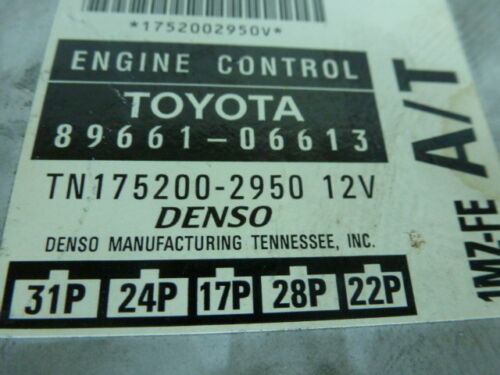 *1752002950V*
ENGINE CONTROL
TOYOTA
89661-06613
TN175200-2950 12V
DENSO
DENSO MANUFACTURING TENNESSEE, INC.
31P 24P 17P 28P 22P
A/T
1MZ-FE